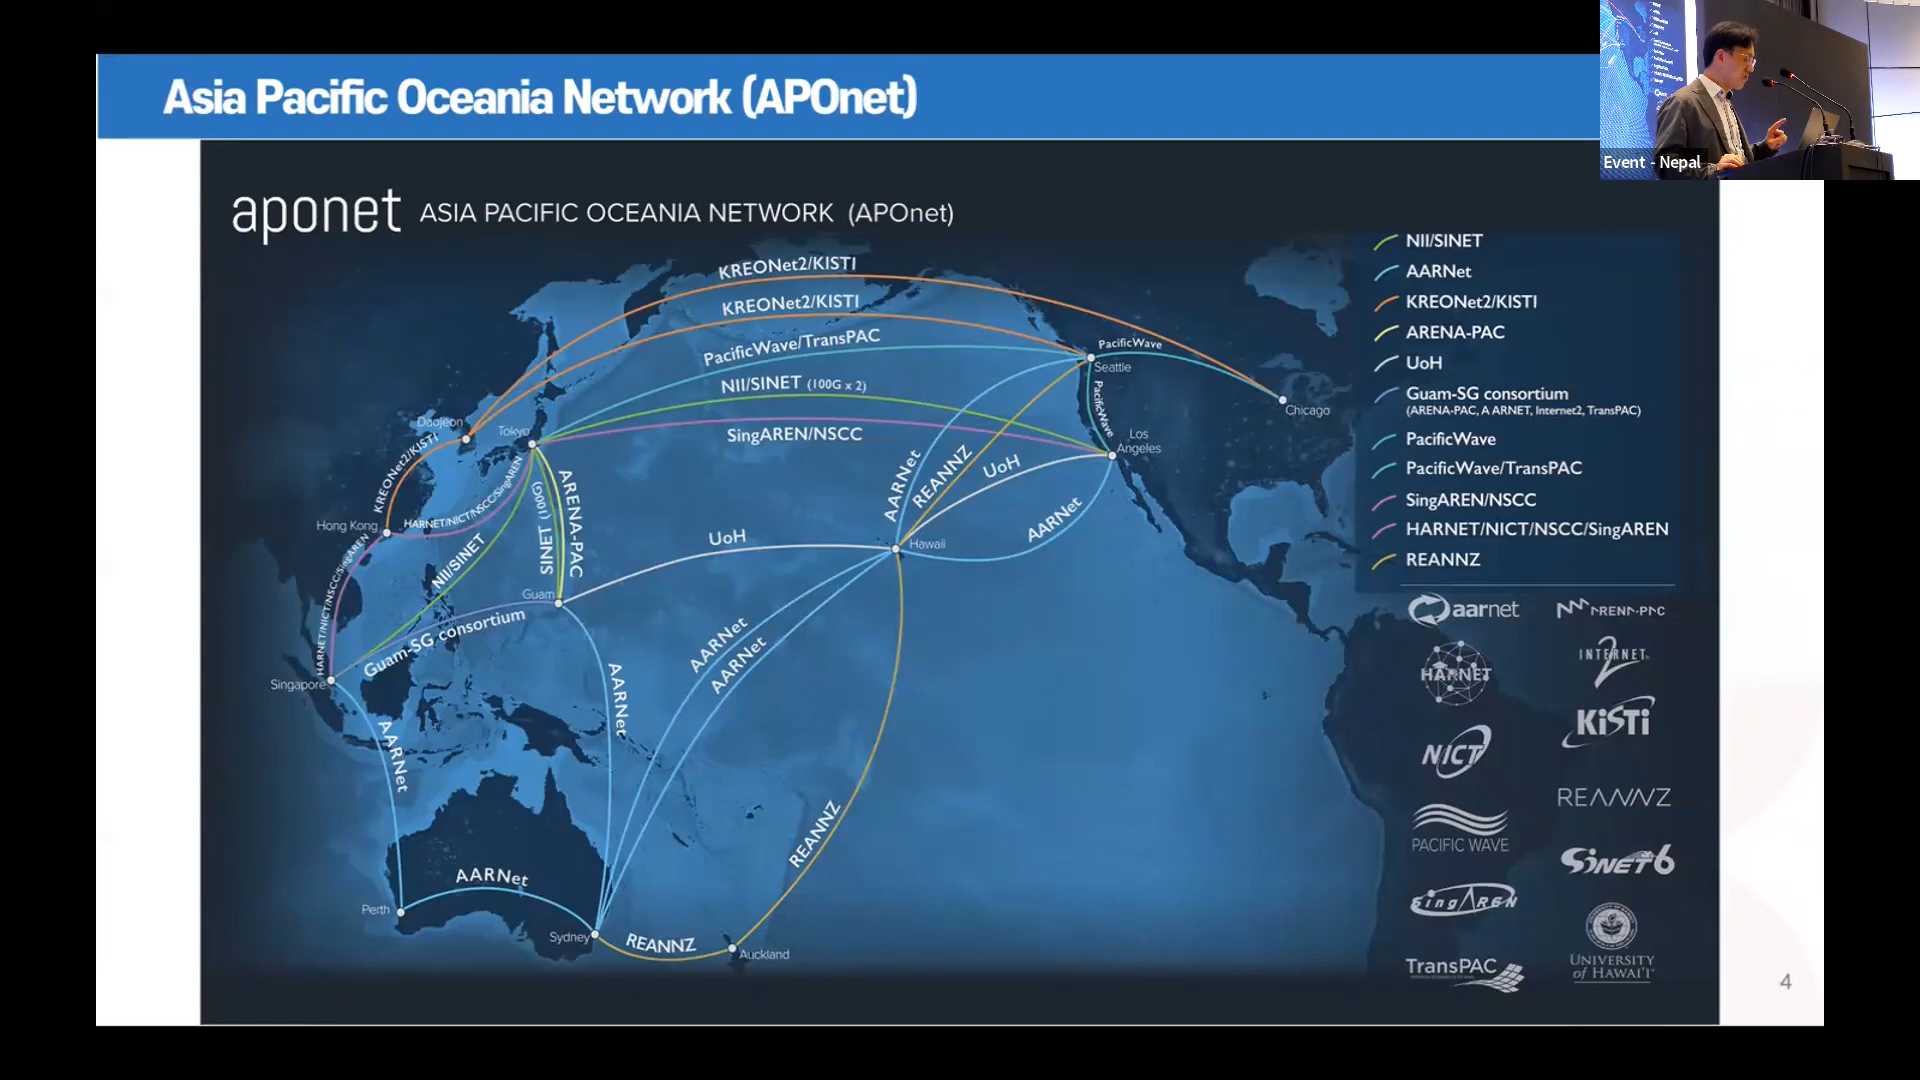 Asia Pacific Oceania Network (APOnet)
Event - Nepal
aponet ASIA PACIFIC OCEANIA NETWORK (APOnet)
KREONet2/KISTI
KREONet2/KISTI
PacificWave/TransPAC
NII/SINET (100G x 2)
SingAREN/NSCC
PacificWave
Seattle
PacificWave
Chicago
Los
Angeles
Daejeon
Tokyo
KREONet2/KISTI
Hong Kong
HARNET/NICT/NSCC/SingAREN
HARNET/NICT/NSCC/SingAREN
NII/SINET
SINET (100G)
ARENA-PAC
Guam
Guam-SG consortium
Singapore
UoH
AARNet
REANNZ
UoH
AARNet
Hawaii
AARNet
AARNet
AARNet
AARNet
REANNZ
AARNet
Perth
Sydney
REANNZ
Auckland
NII/SINET
AARNet
KREONet2/KISTI
ARENA-PAC
UoH
Guam-SG consortium
(ARENA-PAC, A ARNET, Internet2, TransPAC)
PacificWave
PacificWave/TransPAC
SingAREN/NSCC
HARNET/NICT/NSCC/SingAREN
REANNZ
aarnet
ARENA-PAC
HARNET
INTERNET
2
NICT
KiSTi
PACIFIC WAVE
REANNZ
SingAREN
SiNET6
TransPAC
UNIVERSITY
of HAWAI'I
4